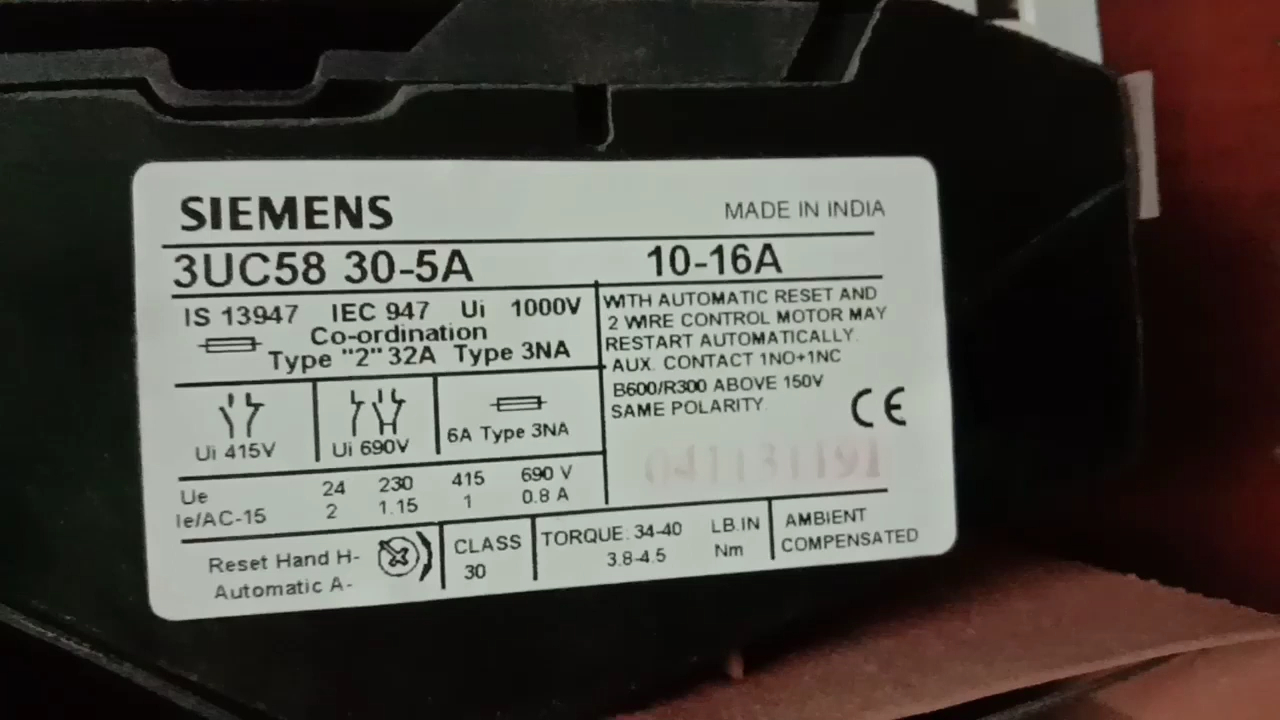 SIEMENS
MADE IN INDIA
3UC58 30-5A
10-16A
IS 13947 IEC 947 Ui 1000V
Co-ordination
Type "2" 32A Type 3NA
WITH AUTOMATIC RESET AND
2 WIRE CONTROL MOTOR MAY
RESTART AUTOMATICALLY.
AUX. CONTACT 1NO+1NC
B600/R300 ABOVE 150V
SAME POLARITY.
CE
Ui 415V
Ui 690V
6A Type 3NA
Ue 24 230 415 690 V
Ie/AC-15 2 1.15 1 0.8 A
Reset Hand H-
Automatic A-
CLASS
30
TORQUE: 34-40 LB.IN
3.8-4.5 Nm
AMBIENT
COMPENSATED